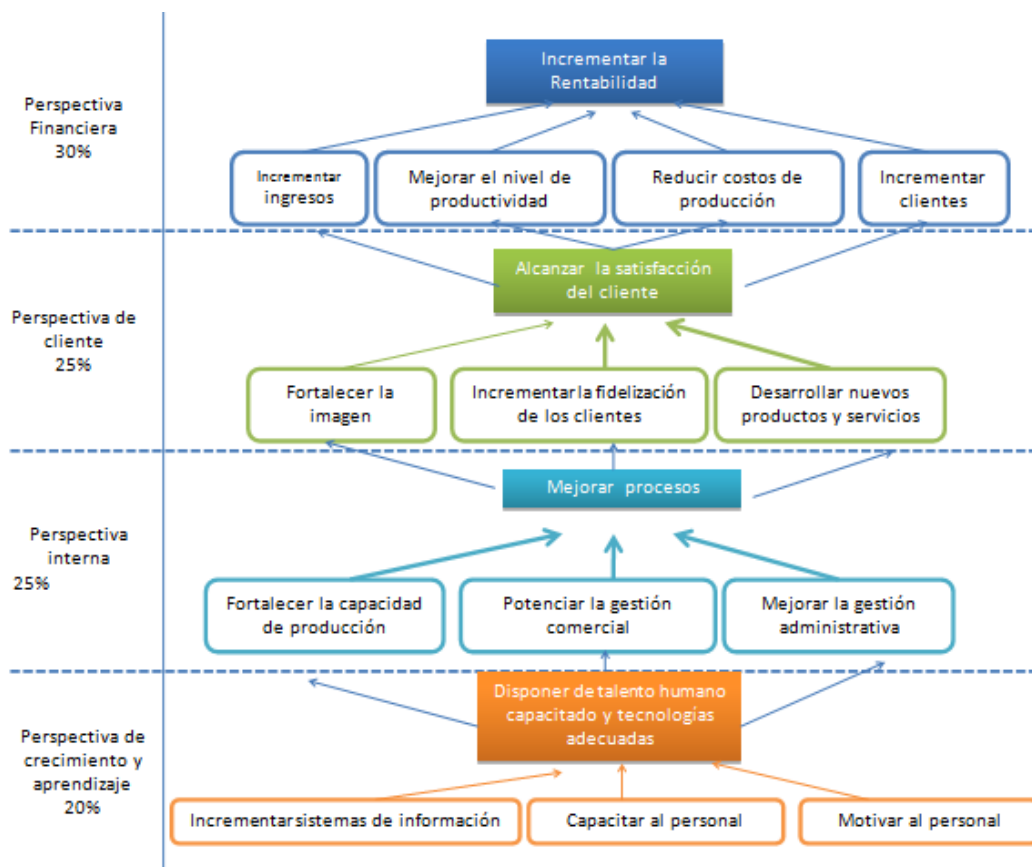 Perspectiva
Financiera
30%
Incrementar la
Rentabilidad
Incrementar
ingresos
Mejorar el nivel de
productividad
Reducir costos de
producción
Incrementar
clientes
Perspectiva de
cliente
25%
Alcanzar la satisfacción
del cliente
Fortalecer la
imagen
Incrementar la fidelización
de los clientes
Desarrollar nuevos
productos y servicios
Perspectiva
interna
25%
Mejorar procesos
Fortalecer la capacidad
de producción
Potenciar la gestión
comercial
Mejorar la gestión
administrativa
Perspectiva de
crecimiento y
aprendizaje
20%
Disponer de talento humano
capacitado y tecnologías
adecuadas
Incrementar sistemas de información
Capacitar al personal
Motivar al personal